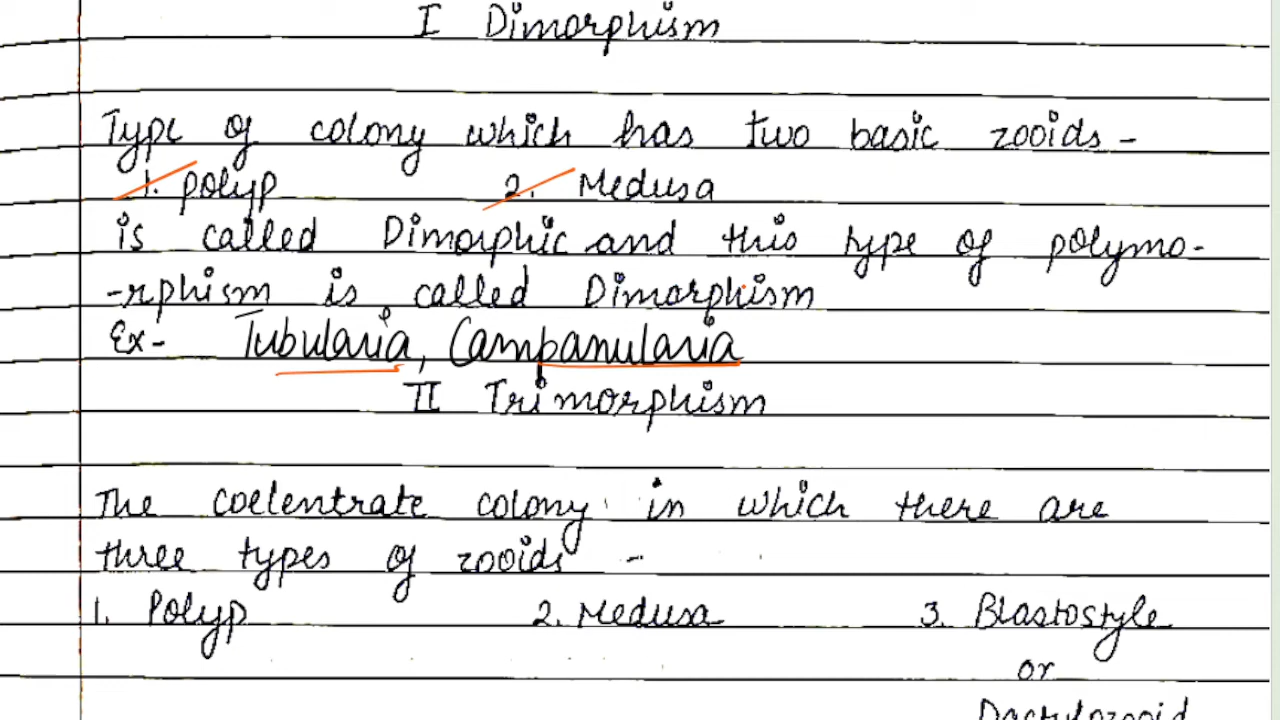 I Dimorphism
Type of colony which has two basic zooids -
1. polyp 2. Medusa
is called Dimorphic and this type of polymo-
-rphism is called Dimorphism
Ex- Tubularia, Campanularia
II Trimorphism
The coelentrate colony in which there are
three types of zooids -
1. Polyp 2. Medusa 3. Blastostyle
or
Dactylozooid